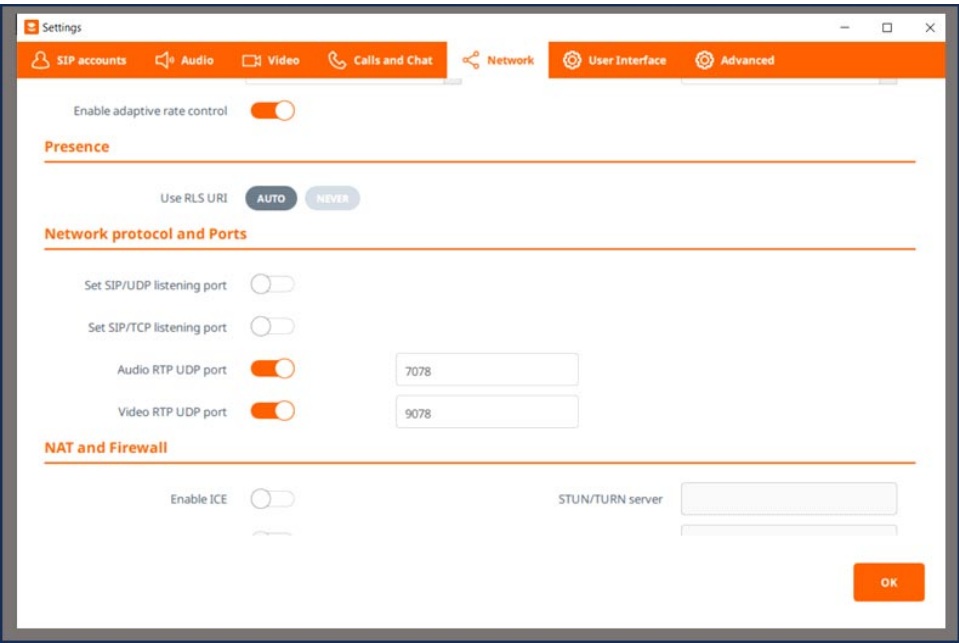 Settings
SIP accounts Audio Video Calls and Chat Network User Interface Advanced
Enable adaptive rate control
Presence
Use RLS URI AUTO NEVER
Network protocol and Ports
Set SIP/UDP listening port
Set SIP/TCP listening port
Audio RTP UDP port 7078
Video RTP UDP port 9078
NAT and Firewall
Enable ICE STUN/TURN server
OK